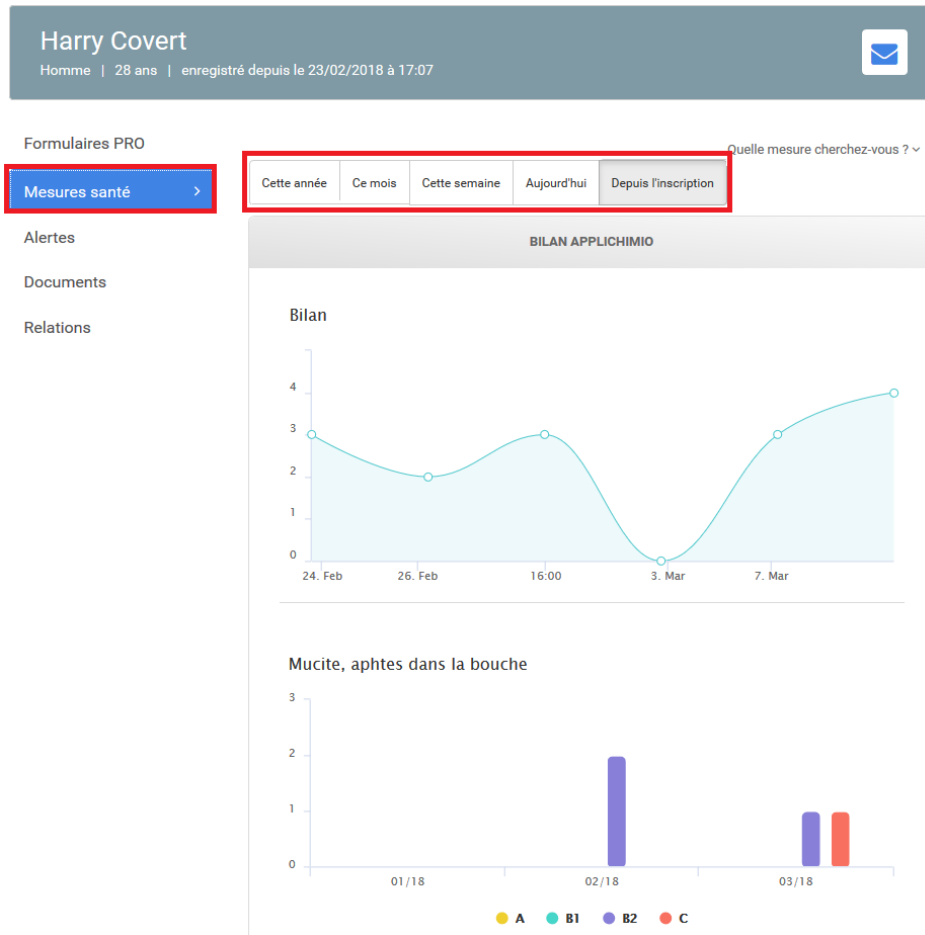 Harry Covert
Homme | 28 ans | enregistré depuis le 23/02/2018 à 17:07
Formulaires PRO
Mesures santé >
Alertes
Documents
Relations
Quelle mesure cherchez-vous ?
Cette année Ce mois Cette semaine Aujourd'hui Depuis l'inscription
BILAN APPLICHIMIO
Bilan
4
3
2
1
0
24. Feb 26. Feb 16:00 3. Mar 7. Mar
Mucite, aphtes dans la bouche
3
2
1
0
01/18 02/18 03/18
A B1 B2 C